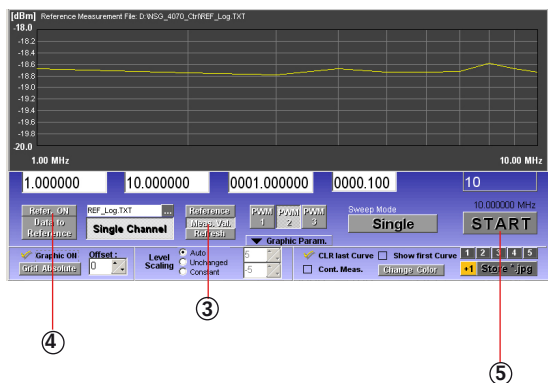 [dBm] Reference Measurement File: D:\NSG_4070_Ctrl\REF_Log.TXT
-18.0
-18.2
-18.4
-18.6
-18.8
-19.0
-19.2
-19.4
-19.6
-19.8
-20.0
1.00 MHz 10.00 MHz
1.000000 10.000000 0001.000000 0000.100 10
Refer. ON REF_Log.TXT ... Reference PWM 1 PWM 2 PWM 3 Sweep Mode 10.000000 MHz
Data to Reference Single Channel Meas. Val. Refresh Single START
Graphic Param.
Graphic ON Offset: Level Scaling Auto 5 CLR last Curve Show first Curve 1 2 3 4 5
Grid Absolute 0 Unchanged Constant -5 Cont. Meas. Change Color +1 Store *.jpg
3
4
5